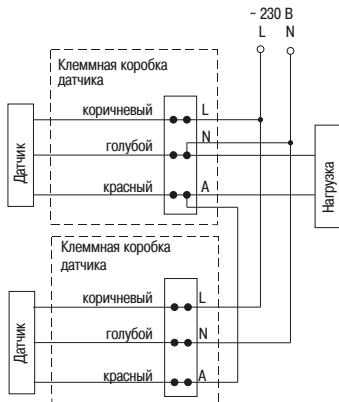 ~ 230 В
L N
Клеммная коробка
датчика
коричневый L
голубой N
красный A
Датчик
Нагрузка
Клеммная коробка
датчика
коричневый L
голубой N
красный A
Датчик